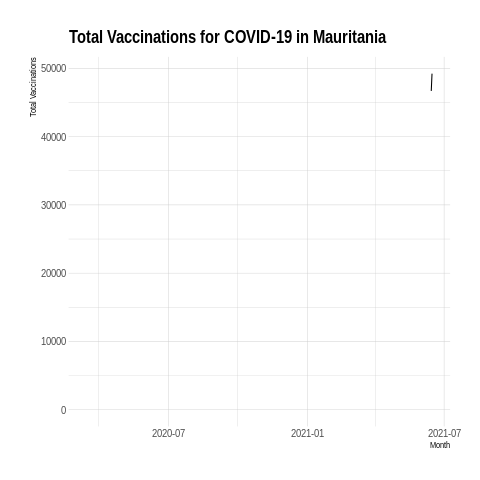 Total Vaccinations for COVID-19 in Mauritania
Total Vaccinations
50000
40000
30000
20000
10000
0
2020-07 2021-01 2021-07
Month